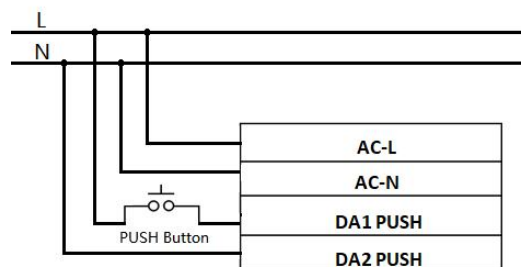 L
N
AC-L
AC-N
DA1 PUSH
PUSH Button
DA2 PUSH